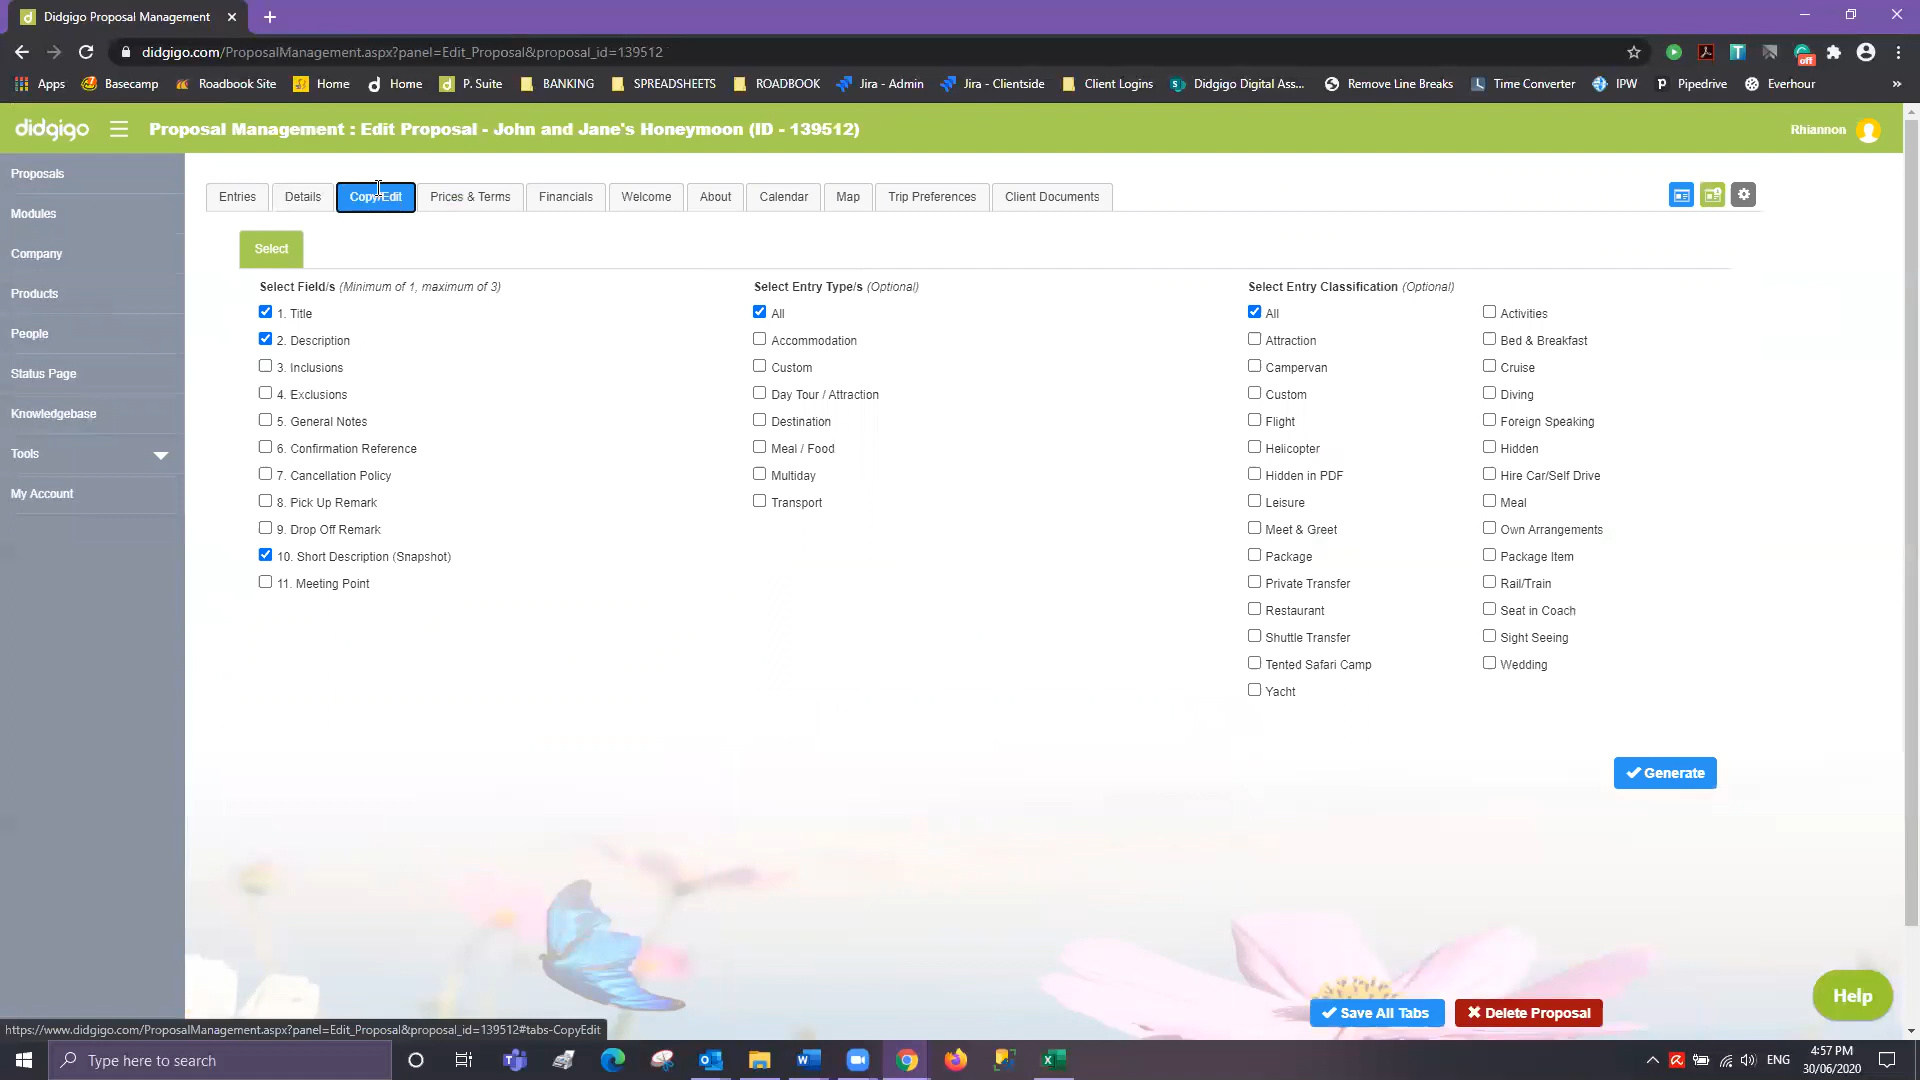 Didgigo Proposal Management
didgigo.com/ProposalManagement.aspx?panel=Edit_Proposal&proposal_id=139512
off
Apps Basecamp Roadbook Site Home Home P. Suite BANKING SPREADSHEETS ROADBOOK Jira - Admin Jira - Clientside Client Logins Didgigo Digital Ass... Remove Line Breaks Time Converter IPW Pipedrive Everhour »
didgigo Proposal Management : Edit Proposal - John and Jane's Honeymoon (ID - 139512) Rhiannon
Proposals
Modules
Company
Products
People
Status Page
Knowledgebase
Tools
My Account
Entries Details Copy Edit Prices & Terms Financials Welcome About Calendar Map Trip Preferences Client Documents
Select
Select Field/s (Minimum of 1, maximum of 3)
1. Title
2. Description
3. Inclusions
4. Exclusions
5. General Notes
6. Confirmation Reference
7. Cancellation Policy
8. Pick Up Remark
9. Drop Off Remark
10. Short Description (Snapshot)
11. Meeting Point
Select Entry Type/s (Optional)
All
Accommodation
Custom
Day Tour / Attraction
Destination
Meal / Food
Multiday
Transport
Select Entry Classification (Optional)
All Activities
Attraction Bed & Breakfast
Campervan Cruise
Custom Diving
Flight Foreign Speaking
Helicopter Hidden
Hidden in PDF Hire Car/Self Drive
Leisure Meal
Meet & Greet Own Arrangements
Package Package Item
Private Transfer Rail/Train
Restaurant Seat in Coach
Shuttle Transfer Sight Seeing
Tented Safari Camp Wedding
Yacht
Generate
Save All Tabs Delete Proposal
Help
https://www.didgigo.com/ProposalManagement.aspx?panel=Edit_Proposal&proposal_id=139512#tabs-CopyEdit
Type here to search
ENG
4:57 PM
30/06/2020